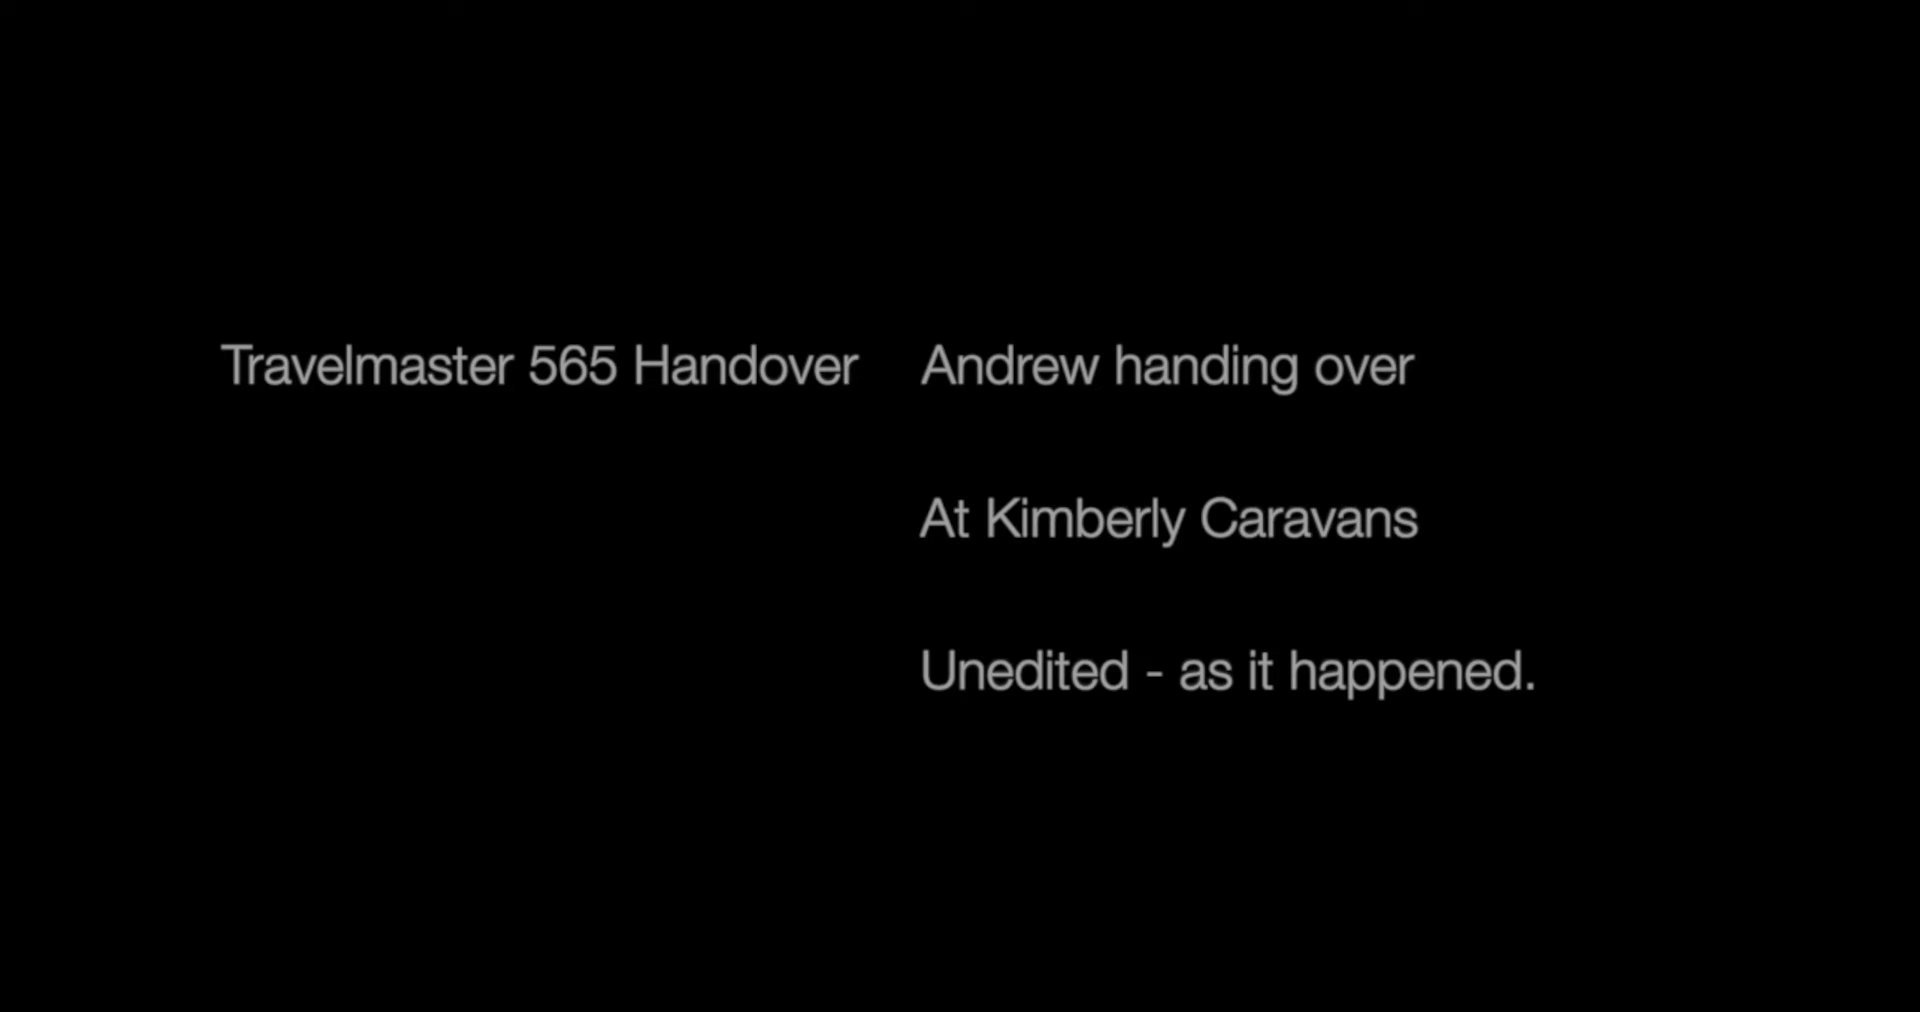 Travelmaster 565 Handover Andrew handing over
At Kimberly Caravans
Unedited - as it happened.